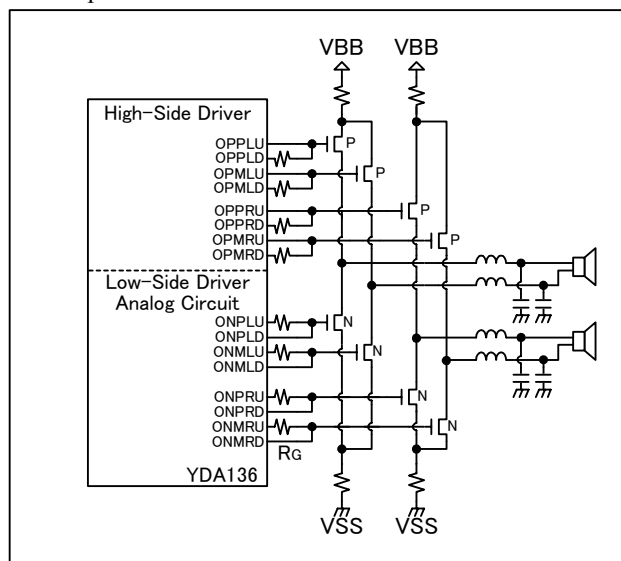 VBB
VBB
High-Side Driver
OPPLU
OPPLD
OPMLU
OPMLD
OPPRU
OPPRD
OPMRU
OPMRD
P
P
P
P
Low-Side Driver
Analog Circuit
ONPLU
ONPLD
ONMLU
ONMLD
ONPRU
ONPRD
ONMRU
ONMRD
N
N
N
N
RG
YDA136
VSS
VSS